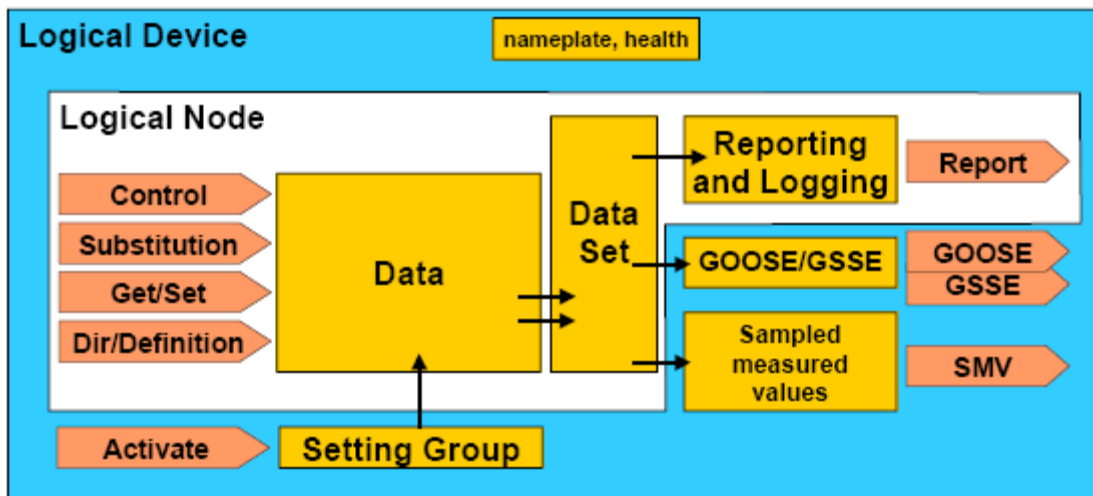 Logical Device
nameplate, health
Logical Node
Control
Substitution
Get/Set
Dir/Definition
Data
Data
Set
Reporting
and Logging
Report
GOOSE/GSSE
GOOSE
GSSE
Sampled
measured
values
SMV
Activate
Setting Group